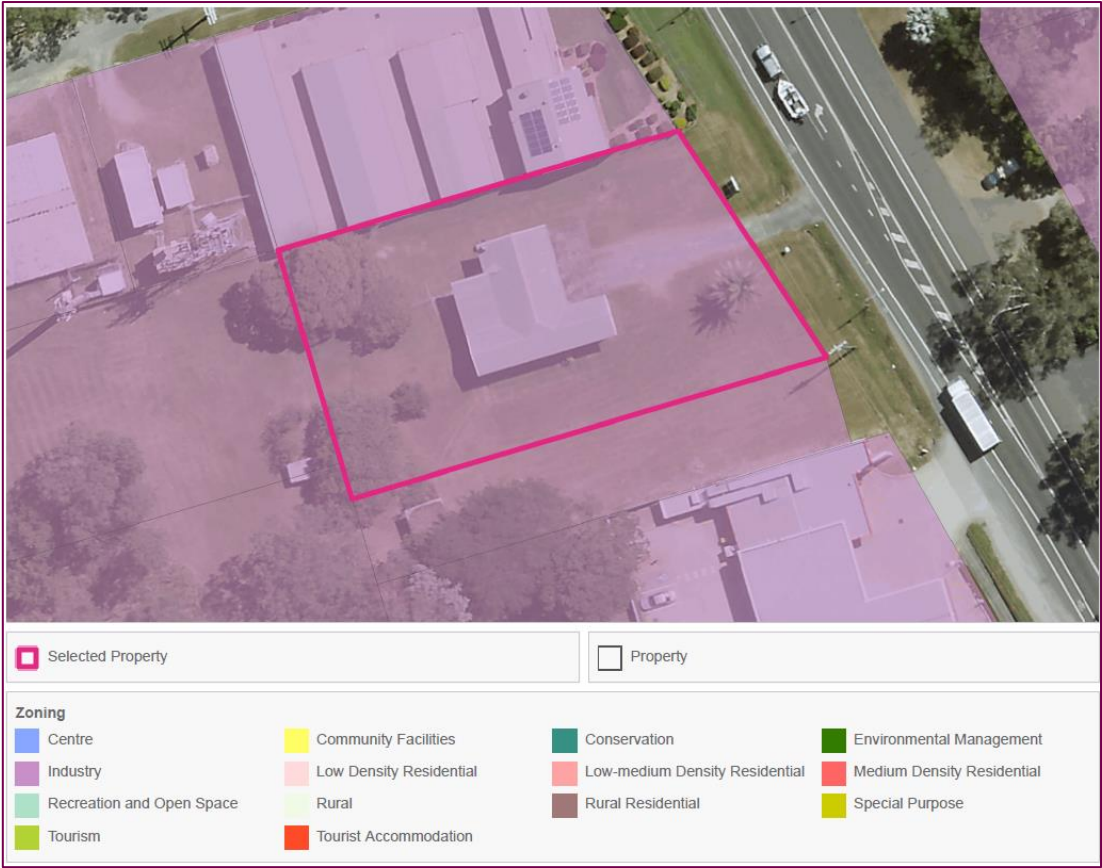 Selected Property
Property
Zoning
Centre
Community Facilities
Conservation
Environmental Management
Industry
Low Density Residential
Low-medium Density Residential
Medium Density Residential
Recreation and Open Space
Rural
Rural Residential
Special Purpose
Tourism
Tourist Accommodation